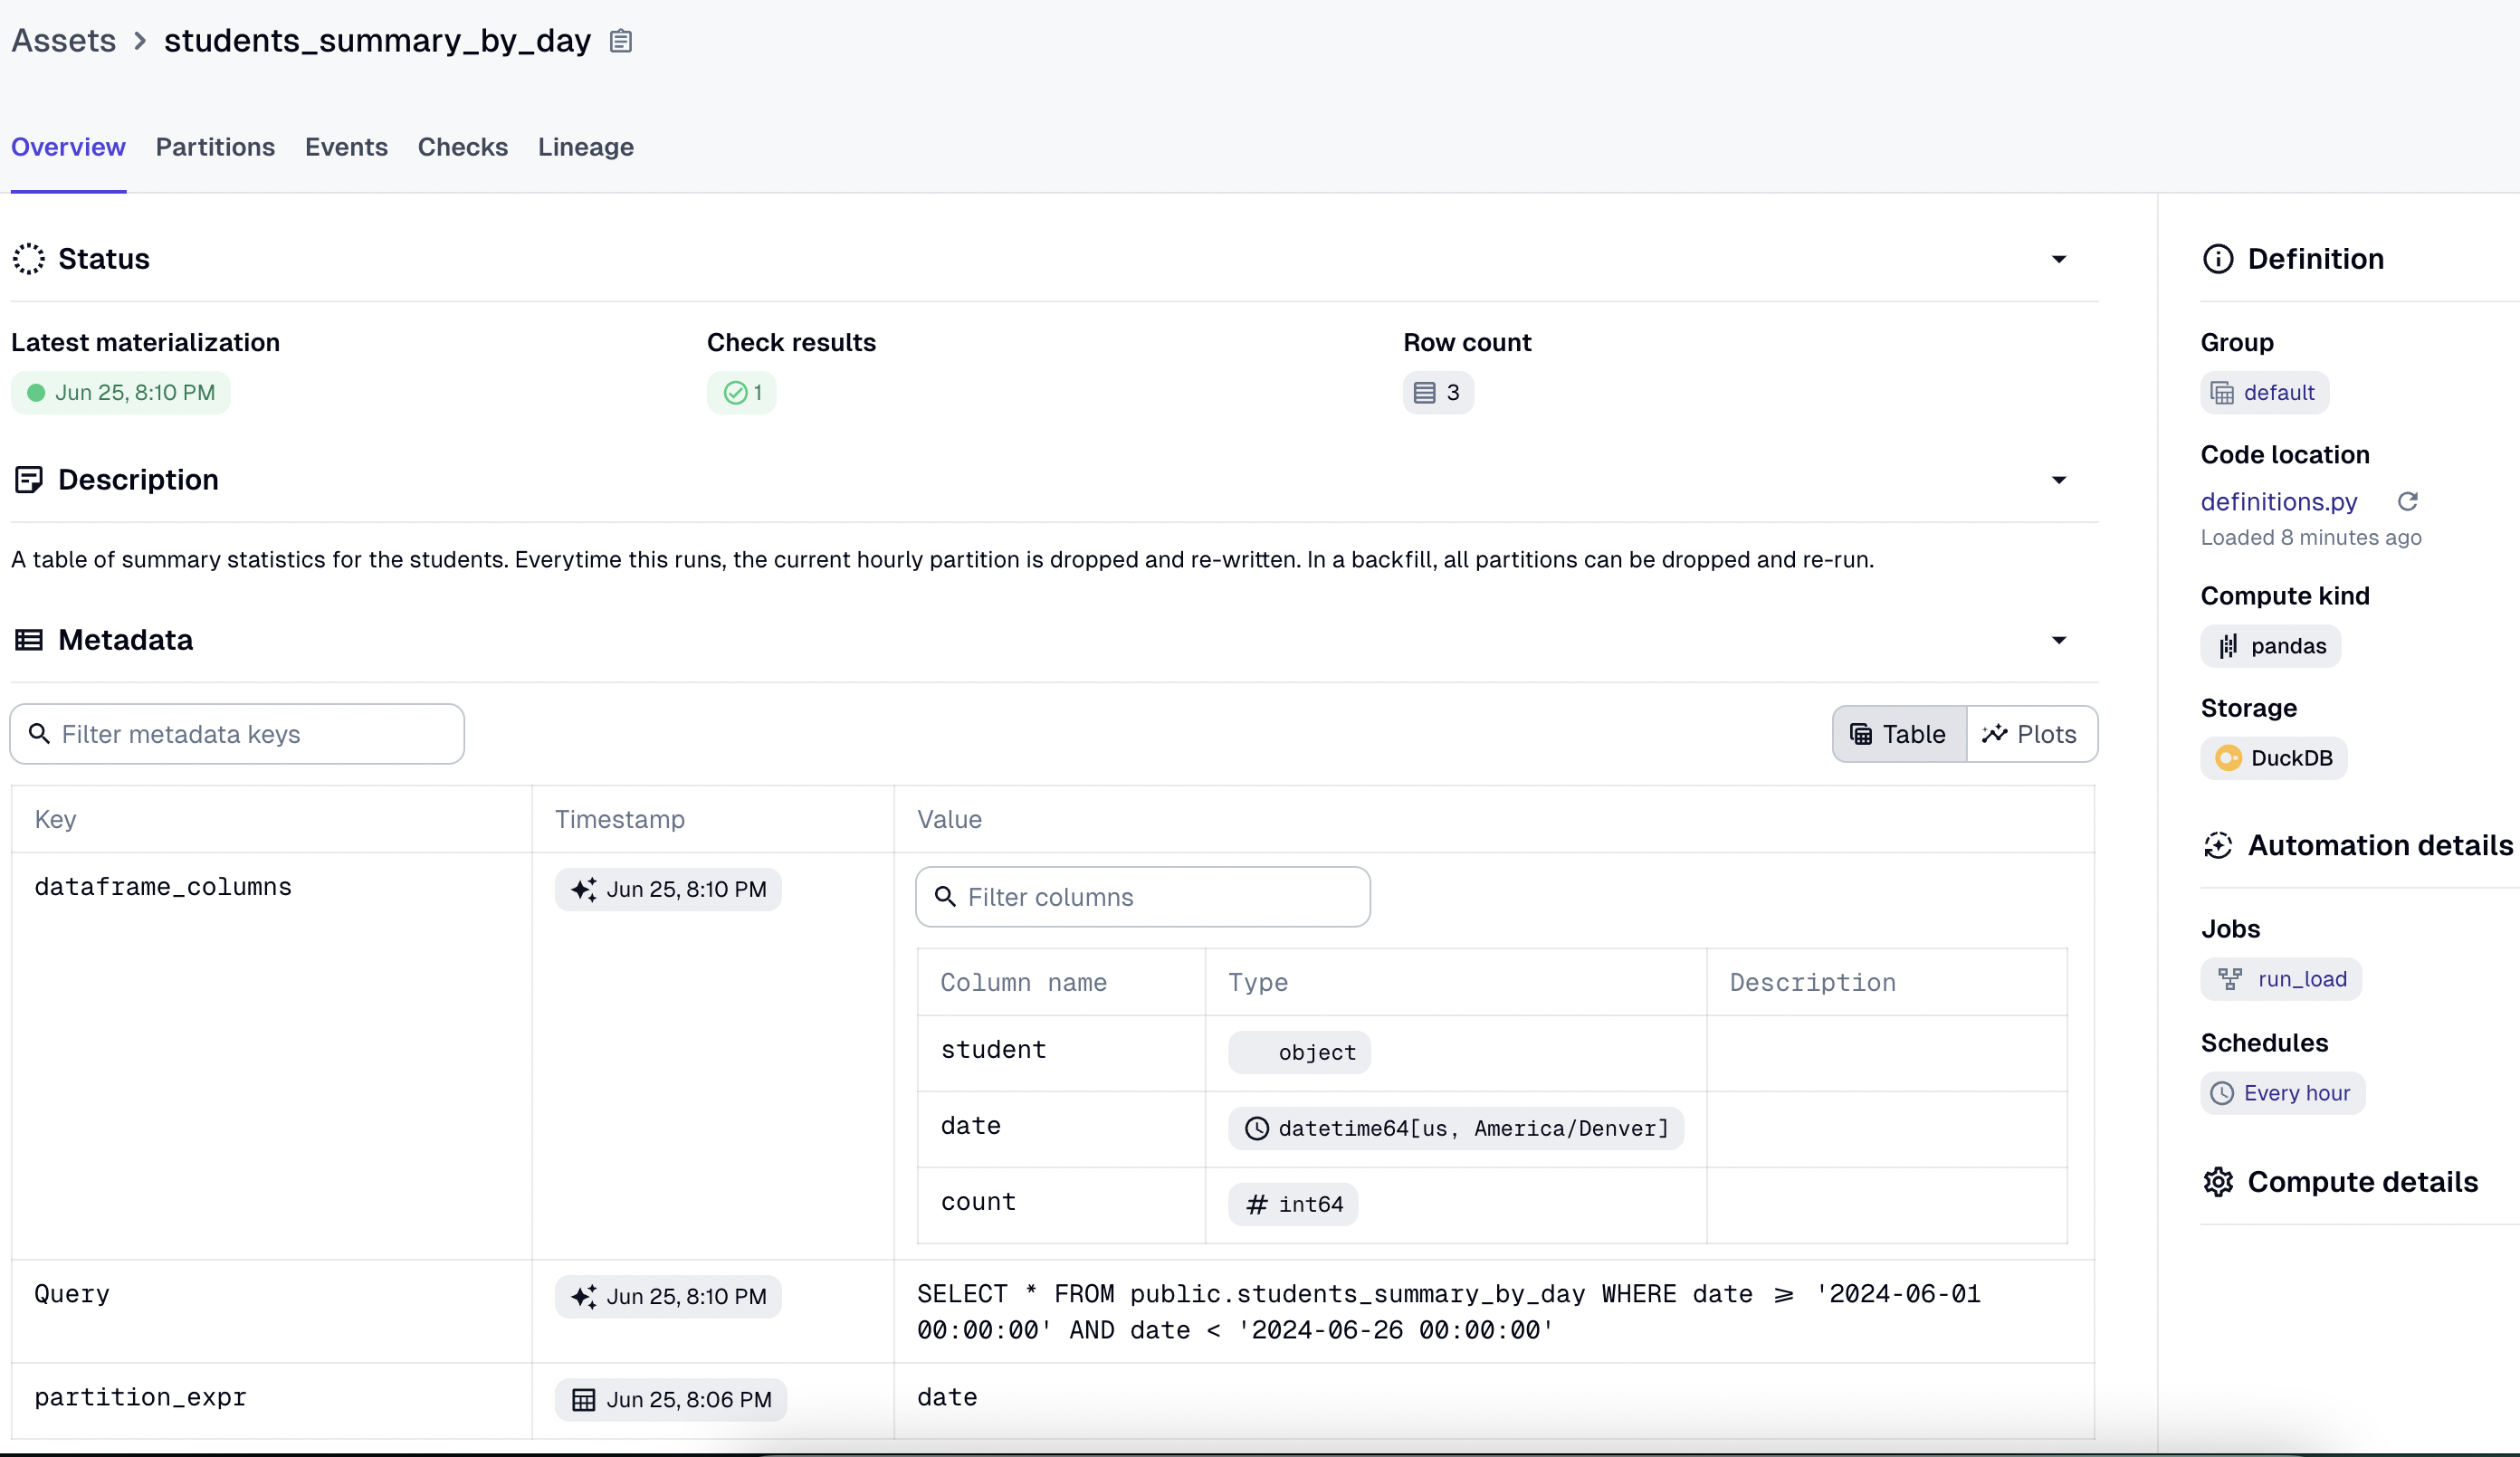 Assets > students_summary_by_day
Overview Partitions Events Checks Lineage
Status
Latest materialization Check results Row count
Jun 25, 8:10 PM 1 3
Description
A table of summary statistics for the students. Everytime this runs, the current hourly partition is dropped and re-written. In a backfill, all partitions can be dropped and re-run.
Metadata
Filter metadata keys Table Plots
Key Timestamp Value
dataframe_columns Jun 25, 8:10 PM Filter columns
Column name Type Description
student object
date datetime64[us, America/Denver]
count # int64
Query Jun 25, 8:10 PM SELECT * FROM public.students_summary_by_day WHERE date >= '2024-06-01
00:00:00' AND date < '2024-06-26 00:00:00'
partition_expr Jun 25, 8:06 PM date
Definition
Group
default
Code location
definitions.py
Loaded 8 minutes ago
Compute kind
pandas
Storage
DuckDB
Automation details
Jobs
run_load
Schedules
Every hour
Compute details